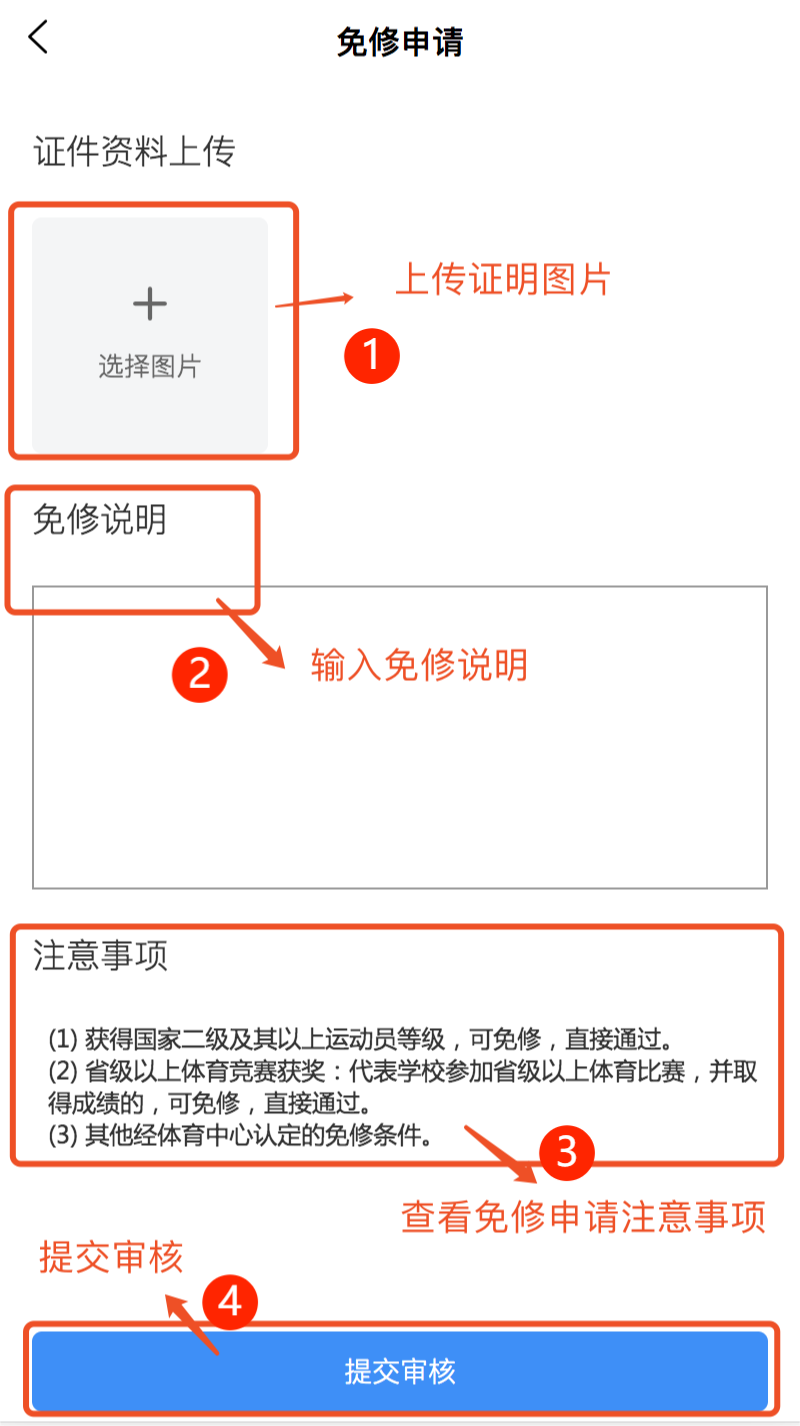 免修申请
证件资料上传
上传证明图片
1
选择图片
免修说明
2
输入免修说明
注意事项
(1) 获得国家二级及其以上运动员等级，可免修，直接通过。
(2) 省级以上体育竞赛获奖：代表学校参加省级以上体育比赛，并取
得成绩的，可免修，直接通过。
(3) 其他经体育中心认定的免修条件。
3
查看免修申请注意事项
提交审核
4
提交审核